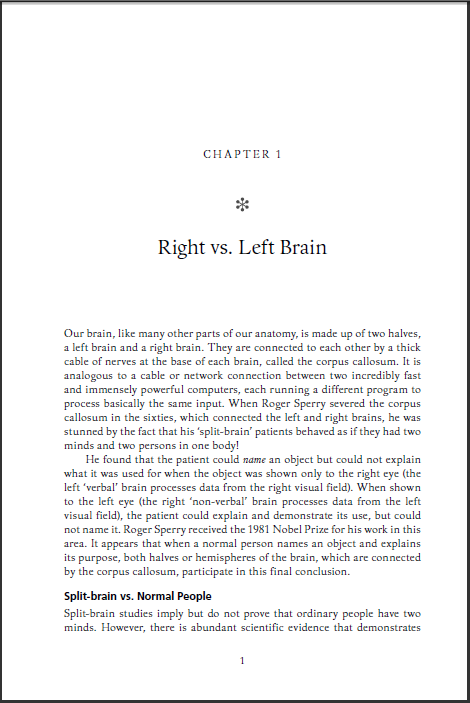 CHAPTER 1
Right vs. Left Brain
Our brain, like many other parts of our anatomy, is made up of two halves,
a left brain and a right brain. They are connected to each other by a thick
cable of nerves at the base of each brain, called the corpus callosum. It is
analogous to a cable or network connection between two incredibly fast
and immensely powerful computers, each running a different program to
process basically the same input. When Roger Sperry severed the corpus
callosum in the sixties, which connected the left and right brains, he was
stunned by the fact that his ‘split-brain’ patients behaved as if they had two
minds and two persons in one body!
He found that the patient could name an object but could not explain
what it was used for when the object was shown only to the right eye (the
left ‘verbal’ brain processes data from the right visual field). When shown
to the left eye (the right ‘non-verbal’ brain processes data from the left
visual field), the patient could explain and demonstrate its use, but could
not name it. Roger Sperry received the 1981 Nobel Prize for his work in this
area. It appears that when a normal person names an object and explains
its purpose, both halves or hemispheres of the brain, which are connected
by the corpus callosum, participate in this final conclusion.
Split-brain vs. Normal People
Split-brain studies imply but do not prove that ordinary people have two
minds. However, there is abundant scientific evidence that demonstrates
1